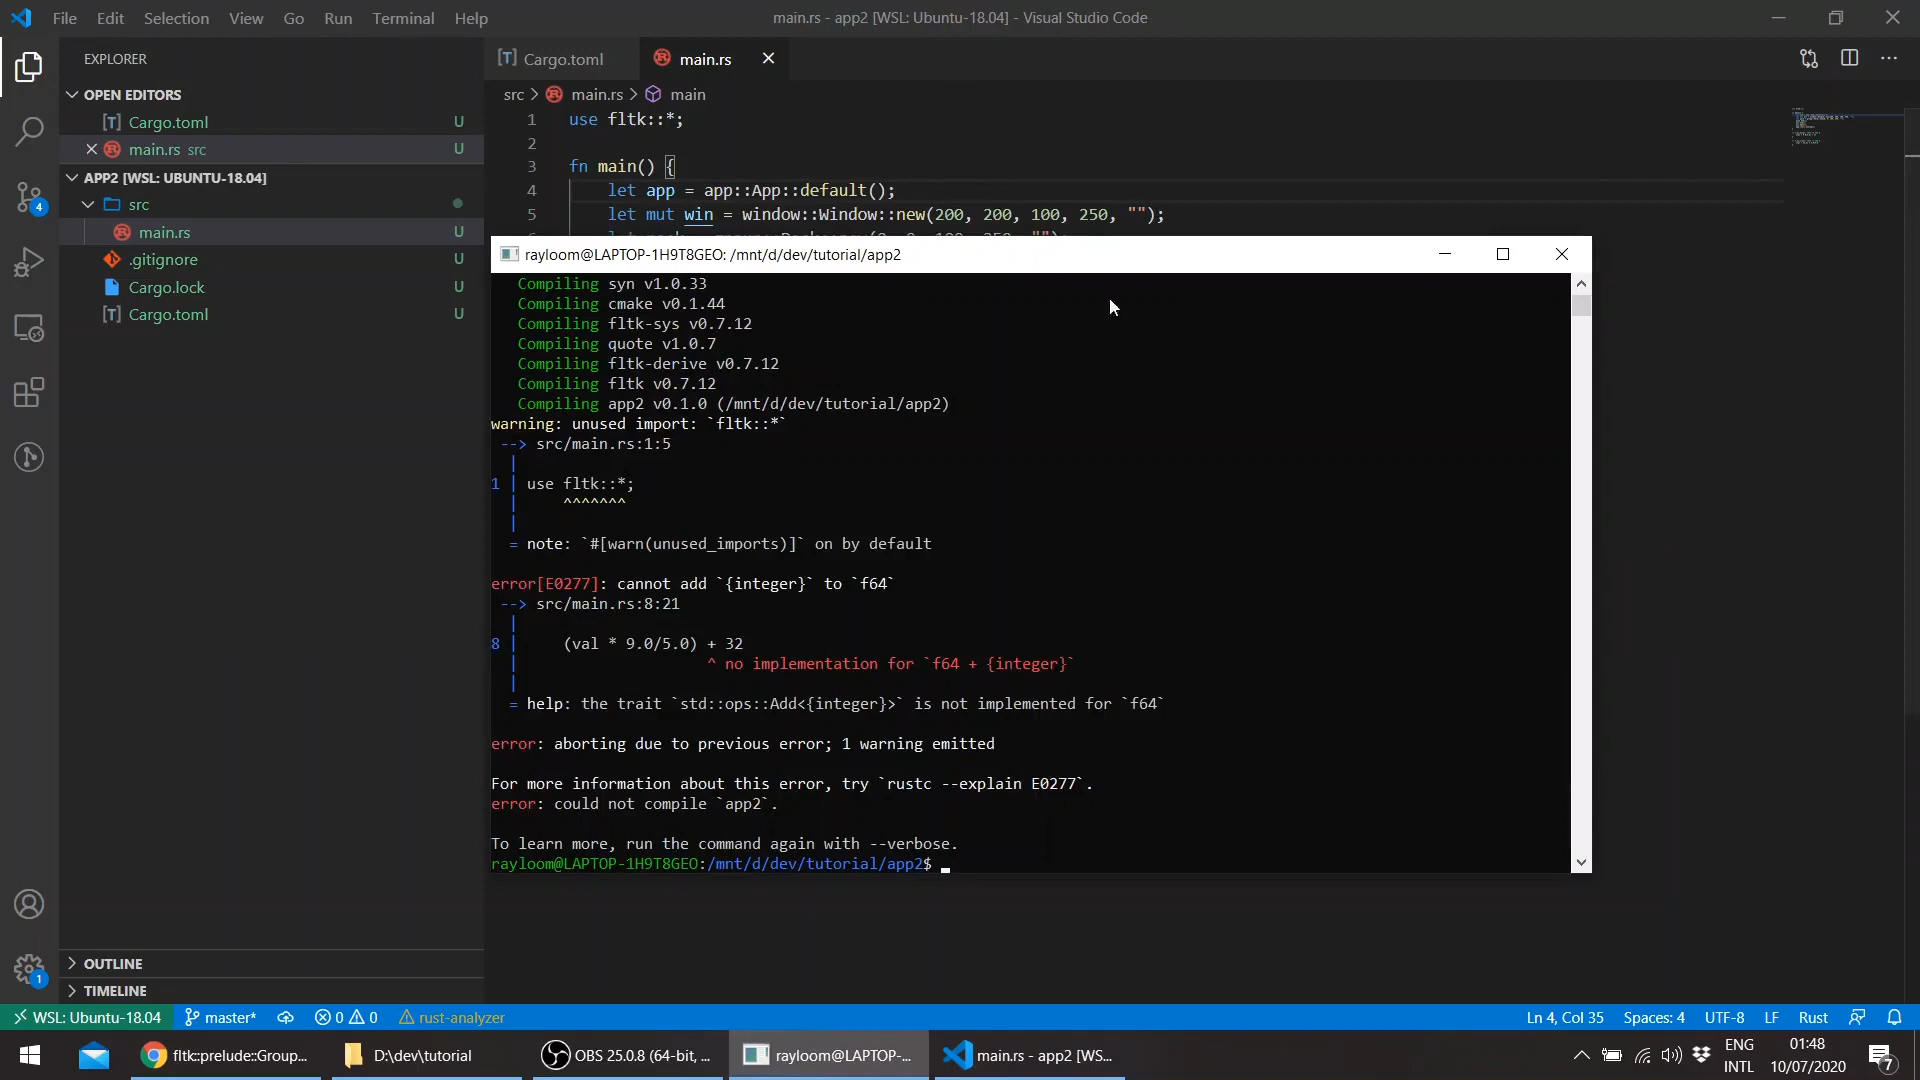 File Edit Selection View Go Run Terminal Help
main.rs - app2 [WSL: Ubuntu-18.04] - Visual Studio Code
EXPLORER
OPEN EDITORS
Cargo.toml U
main.rs src U
APP2 [WSL: UBUNTU-18.04]
src
main.rs U
.gitignore U
Cargo.lock U
Cargo.toml U
4
OUTLINE
TIMELINE
1
Cargo.toml
main.rs
src > main.rs > main
1 use fltk::*;
2
3 fn main() {
4 let app = app::App::default();
5 let mut win = window::Window::new(200, 200, 100, 250, "");
rayloom@LAPTOP-1H9T8GEO: /mnt/d/dev/tutorial/app2
Compiling syn v1.0.33
Compiling cmake v0.1.44
Compiling fltk-sys v0.7.12
Compiling quote v1.0.7
Compiling fltk-derive v0.7.12
Compiling fltk v0.7.12
Compiling app2 v0.1.0 (/mnt/d/dev/tutorial/app2)
warning: unused import: `fltk::*`
--> src/main.rs:1:5
|
1 | use fltk::*;
| ^^^^^^^
|
= note: `#[warn(unused_imports)]` on by default
error[E0277]: cannot add `{integer}` to `f64`
--> src/main.rs:8:21
|
8 | (val * 9.0/5.0) + 32
| ^ no implementation for `f64 + {integer}`
|
= help: the trait `std::ops::Add<{integer}>` is not implemented for `f64`
error: aborting due to previous error; 1 warning emitted
For more information about this error, try `rustc --explain E0277`.
error: could not compile `app2`.
To learn more, run the command again with --verbose.
rayloom@LAPTOP-1H9T8GEO:/mnt/d/dev/tutorial/app2$
WSL: Ubuntu-18.04 master* 0 0 rust-analyzer
Ln 4, Col 35 Spaces: 4 UTF-8 LF Rust
fltk::prelude::Group...
D:\dev\tutorial
OBS 25.0.8 (64-bit, ...
rayloom@LAPTOP-...
main.rs - app2 [WS...
ENG
INTL
01:48
10/07/2020
7